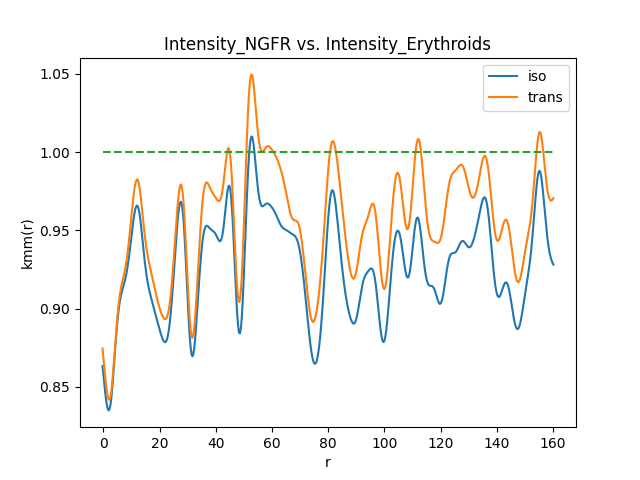 Intensity_NGFR vs. Intensity_Erythroids
iso
trans
1.05
1.00
0.95
0.90
0.85
kmm(r)
0 20 40 60 80 100 120 140 160
r